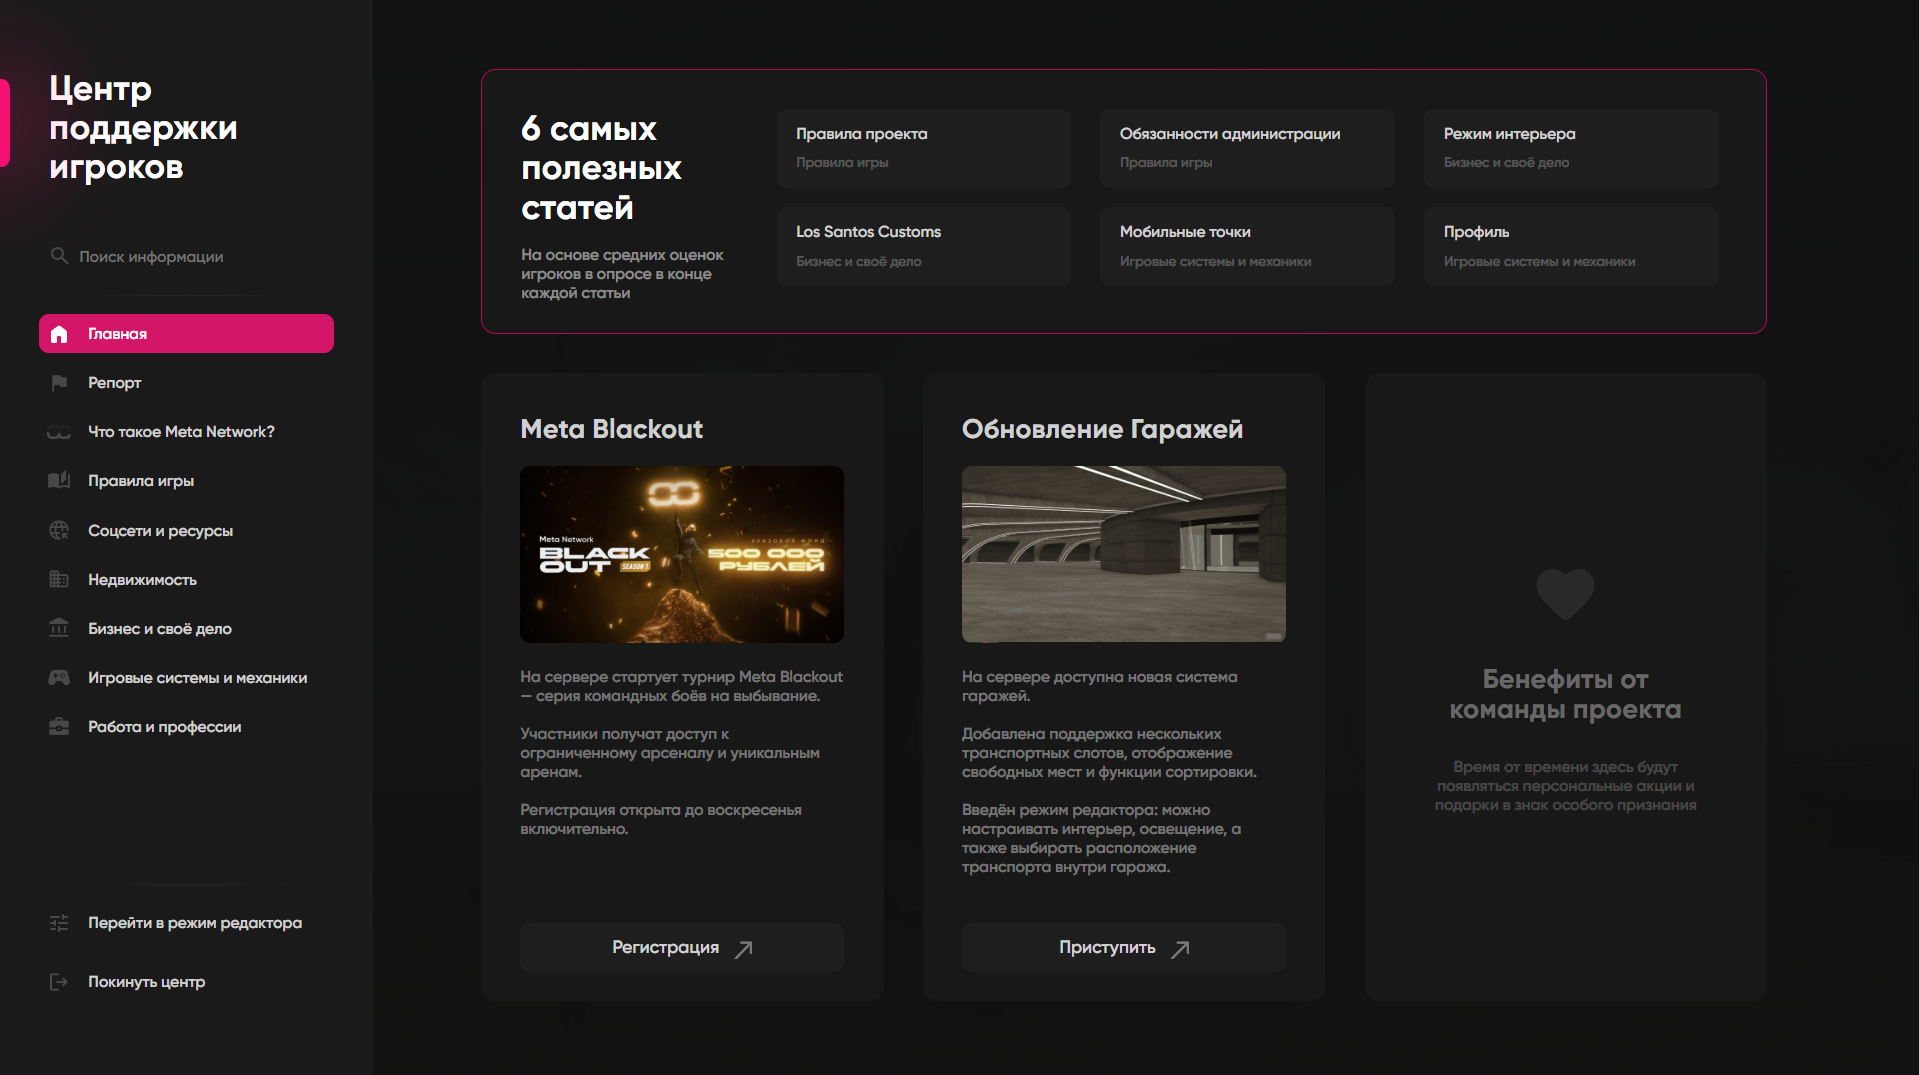 Центр
поддержки
игроков
Поиск информации
Главная
Репорт
Что такое Meta Network?
Правила игры
Соцсети и ресурсы
Недвижимость
Бизнес и своё дело
Игровые системы и механики
Работа и профессии
Перейти в режим редактора
Покинуть центр
6 самых
полезных
статей
На основе средних оценок
игроков в опросе в конце
каждой статьи
Правила проекта
Правила игры
Обязанности администрации
Правила игры
Режим интерьера
Бизнес и своё дело
Los Santos Customs
Бизнес и своё дело
Мобильные точки
Игровые системы и механики
Профиль
Игровые системы и механики
Meta Blackout
Meta Network
BLACK
OUT
SEASON 1
ПРИЗОВОЙ ФОНД
500 000
РУБЛЕЙ
На сервере стартует турнир Meta Blackout
— серия командных боёв на выбывание.
Участники получат доступ к
ограниченному арсеналу и уникальным
аренам.
Регистрация открыта до воскресенья
включительно.
Регистрация
Обновление Гаражей
На сервере доступна новая система
гаражей.
Добавлена поддержка нескольких
транспортных слотов, отображение
свободных мест и функции сортировки.
Введён режим редактора: можно
настраивать интерьер, освещение, а
также выбирать расположение
транспорта внутри гаража.
Приступить
Бенефиты от
команды проекта
Время от времени здесь будут
появляться персональные акции и
подарки в знак особого признания